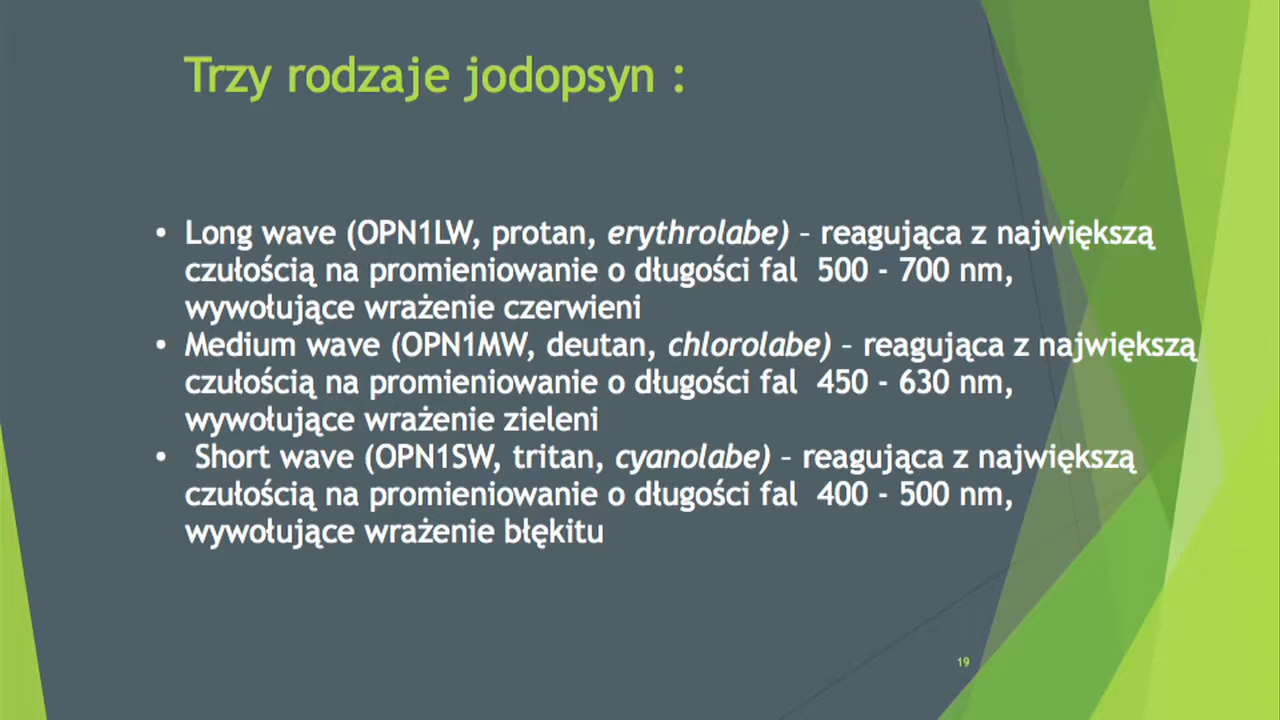 Trzy rodzaje jodopsyn :
• Long wave (OPN1LW, protan, erythrolabe) – reagująca z największą
czułością na promieniowanie o długości fal 500 - 700 nm,
wywołujące wrażenie czerwieni
• Medium wave (OPN1MW, deutan, chlorolabe) – reagująca z największą
czułością na promieniowanie o długości fal 450 - 630 nm,
wywołujące wrażenie zieleni
• Short wave (OPN1SW, tritan, cyanolabe) – reagująca z największą
czułością na promieniowanie o długości fal 400 - 500 nm,
wywołujące wrażenie błękitu
19